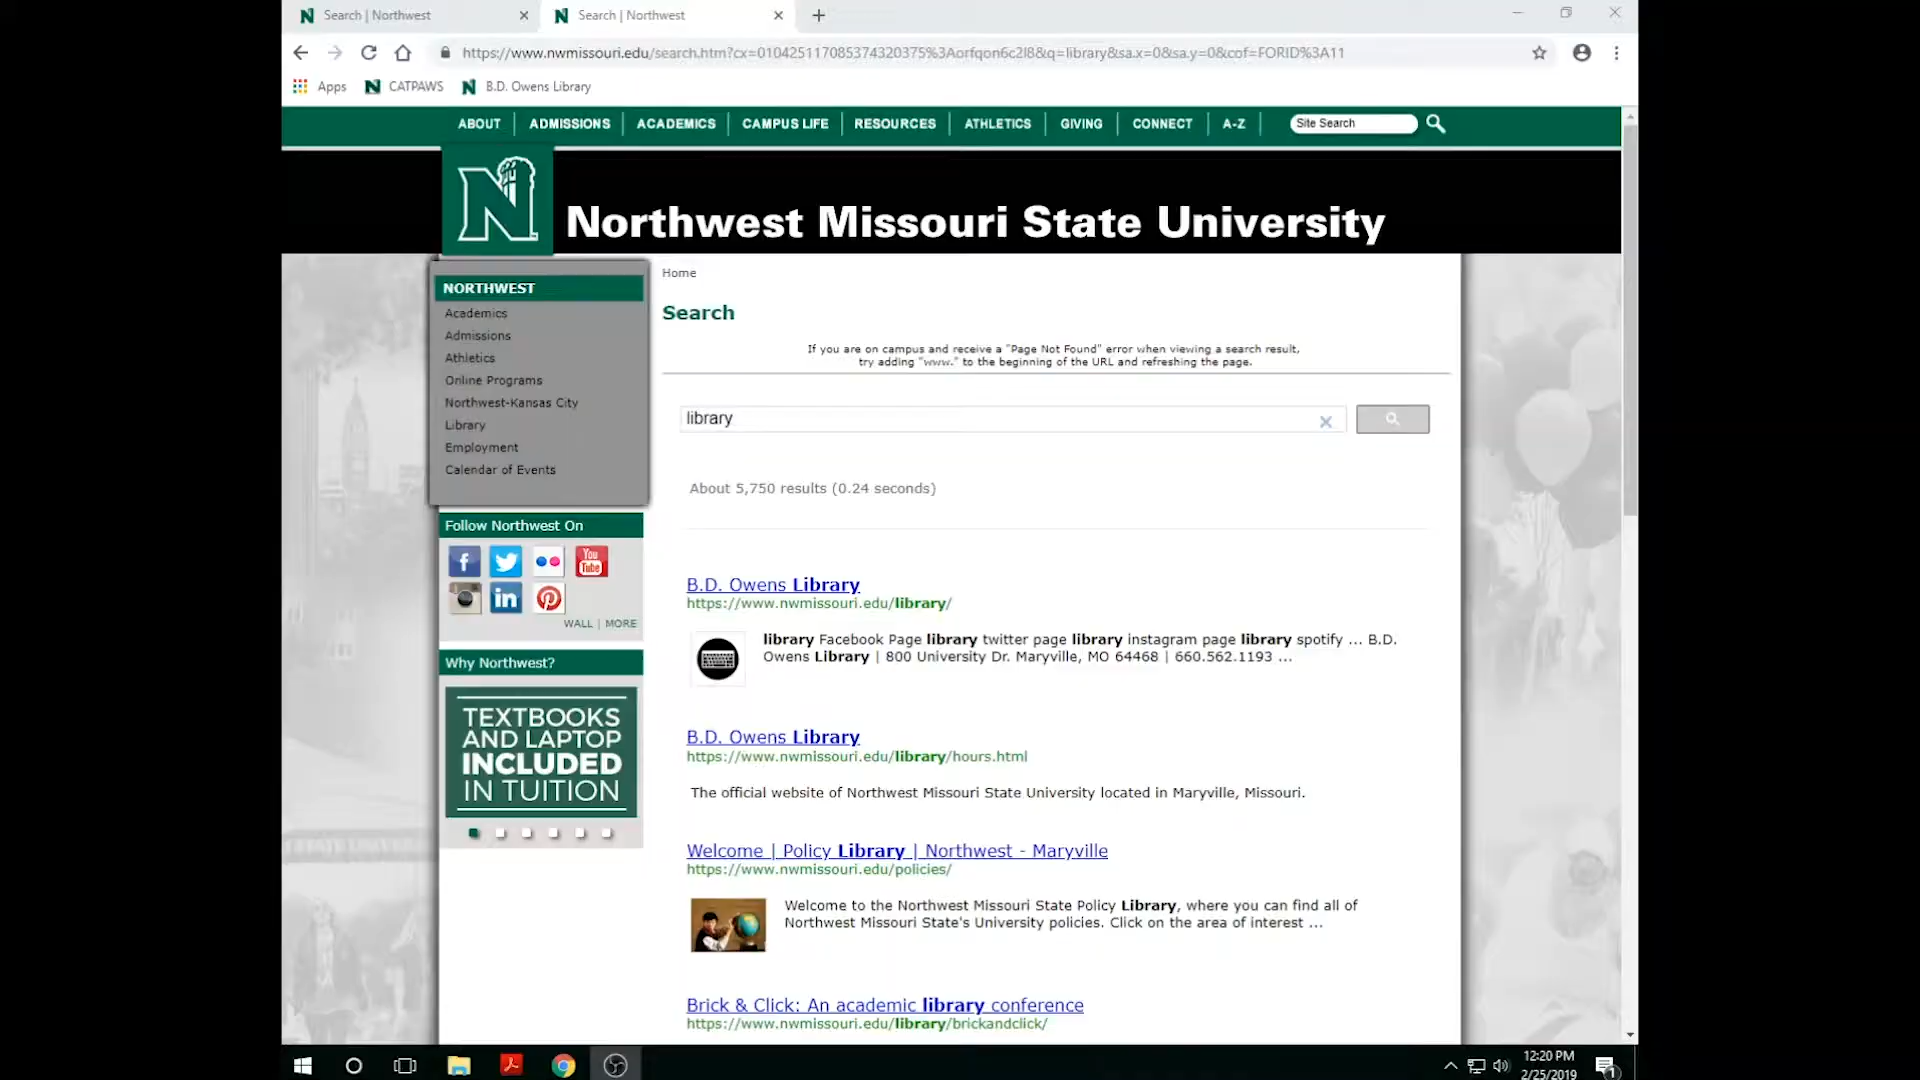 Search | Northwest
Search | Northwest
https://www.nwmissouri.edu/search.htm?cx=010425117085374320375%3Aorfqon6c2l8&q=library&sa.x=0&sa.y=0&cof=FORID%3A11
Apps CATPAWS B.D. Owens Library
ABOUT ADMISSIONS ACADEMICS CAMPUS LIFE RESOURCES ATHLETICS GIVING CONNECT A-Z Site Search
N
Northwest Missouri State University
NORTHWEST
Academics
Admissions
Athletics
Online Programs
Northwest-Kansas City
Library
Employment
Calendar of Events
Follow Northwest On
You
Tube
WALL | MORE
Why Northwest?
TEXTBOOKS
AND LAPTOP
INCLUDED
IN TUITION
Home
Search
If you are on campus and receive a "Page Not Found" error when viewing a search result,
try adding "www." to the beginning of the URL and refreshing the page.
library
About 5,750 results (0.24 seconds)
B.D. Owens Library
https://www.nwmissouri.edu/library/
library Facebook Page library twitter page library instagram page library spotify ... B.D.
Owens Library | 800 University Dr. Maryville, MO 64468 | 660.562.1193 ...
B.D. Owens Library
https://www.nwmissouri.edu/library/hours.html
The official website of Northwest Missouri State University located in Maryville, Missouri.
Welcome | Policy Library | Northwest - Maryville
https://www.nwmissouri.edu/policies/
Welcome to the Northwest Missouri State Policy Library, where you can find all of
Northwest Missouri State's University policies. Click on the area of interest ...
Brick & Click: An academic library conference
https://www.nwmissouri.edu/library/brickandclick/
12:20 PM
2/25/2019
1